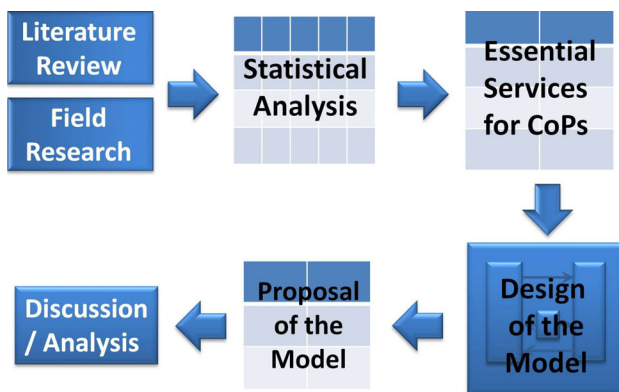 Literature
Review
Field
Research
Statistical
Analysis
Essential
Services
for CoPs
Design
of the
Model
Proposal
of the
Model
Discussion
/ Analysis